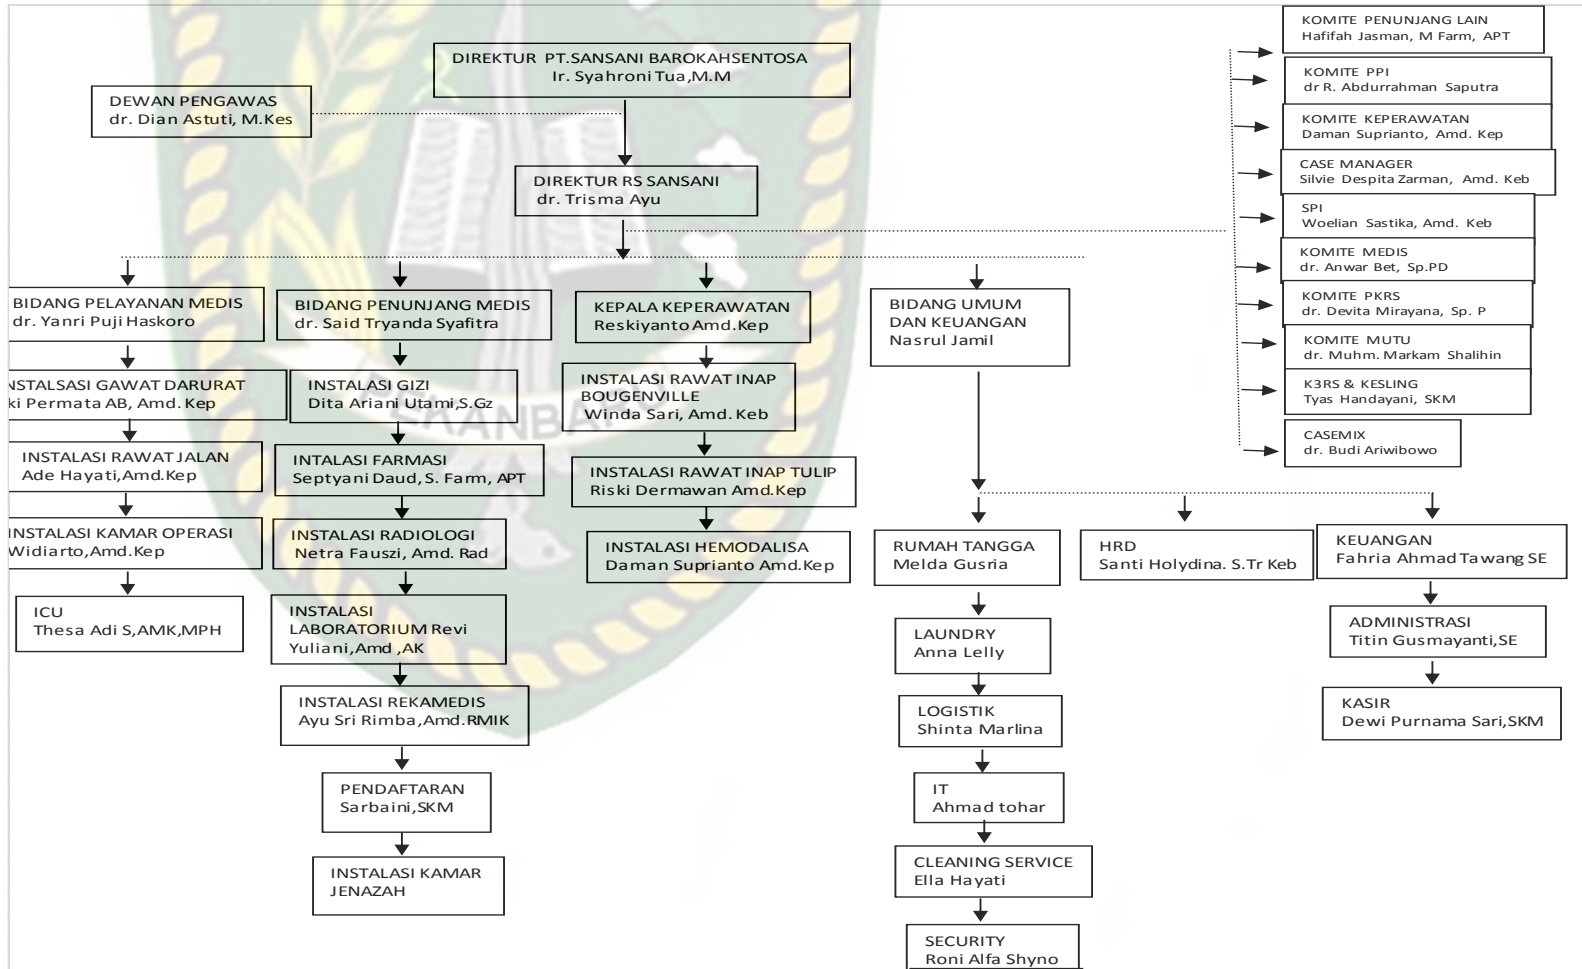 DIREKTUR PT.SANSANI BAROKAHSENTOSA
Ir. Syahroni Tua,M.M
DEWAN PENGAWAS
dr. Dian Astuti, M.Kes
DIREKTUR RS SANSANI
dr. Trisma Ayu
KOMITE PENUNJANG LAIN
Hafifah Jasman, M Farm, APT
KOMITE PPI
dr R. Abdurrahman Saputra
KOMITE KEPERAWATAN
Daman Suprianto, Amd. Kep
CASE MANAGER
Silvie Despita Zarman, Amd. Keb
SPI
Woelian Sastika, Amd. Keb
KOMITE MEDIS
dr. Anwar Bet, Sp.PD
KOMITE PKRS
dr. Devita Mirayana, Sp. P
KOMITE MUTU
dr. Muhm. Markam Shalihin
K3RS & KESLING
Tyas Handayani, SKM
CASEMIX
dr. Budi Ariwibowo
BIDANG PELAYANAN MEDIS
dr. Yanri Puji Haskoro
NSTALSASI GAWAT DARURAT
ki Permata AB, Amd. Kep
INSTALASI RAWAT JALAN
Ade Hayati,Amd.Kep
INSTALASI KAMAR OPERASI
Widiarto,Amd.Kep
ICU
Thesa Adi S,AMK,MPH
BIDANG PENUNJANG MEDIS
dr. Said Tryanda Syafitra
INSTALASI GIZI
Dita Ariani Utami,S.Gz
INTALASI FARMASI
Septyani Daud, S. Farm, APT
INSTALASI RADIOLOGI
Netra Fauszi, Amd. Rad
INSTALASI
LABORATORIUM Revi
Yuliani,Amd ,AK
INSTALASI REKAMEDIS
Ayu Sri Rimba,Amd.RMIK
PENDAFTARAN
Sarbaini,SKM
INSTALASI KAMAR
JENAZAH
KEPALA KEPERAWATAN
Reskiyanto Amd.Kep
INSTALASI RAWAT INAP
BOUGENVILLE
Winda Sari, Amd. Keb
INSTALASI RAWAT INAP TULIP
Riski Dermawan Amd.Kep
INSTALASI HEMODALISA
Daman Suprianto Amd.Kep
BIDANG UMUM
DAN KEUANGAN
Nasrul Jamil
RUMAH TANGGA
Melda Gusria
LAUNDRY
Anna Lelly
LOGISTIK
Shinta Marlina
IT
Ahmad tohar
CLEANING SERVICE
Ella Hayati
SECURITY
Roni Alfa Shyno
HRD
Santi Holydina. S.Tr Keb
KEUANGAN
Fahria Ahmad Tawang SE
ADMINISTRASI
Titin Gusmayanti,SE
KASIR
Dewi Purnama Sari,SKM
PEKANBARU